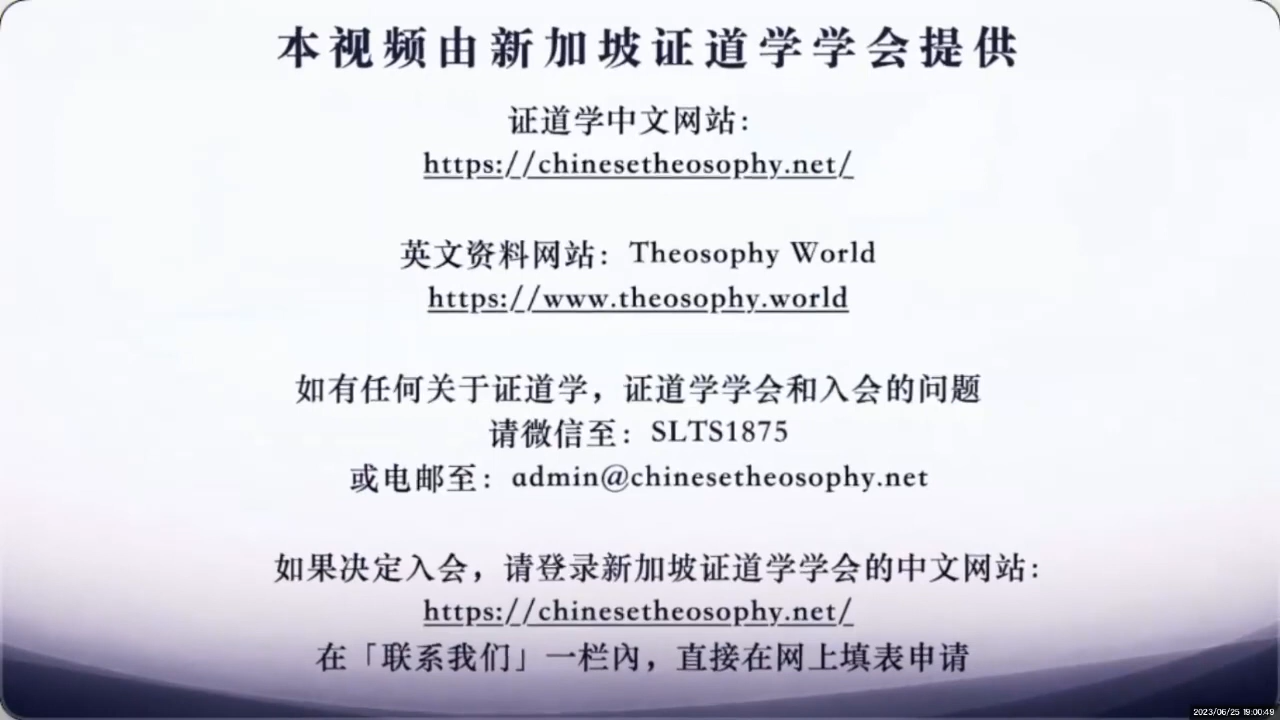 本视频由新加坡证道学学会提供
证道学中文网站：
https://chinesetheosophy.net/
英文资料网站：Theosophy World
https://www.theosophy.world
如有任何关于证道学，证道学学会和入会的问题
请微信至：SLTS1875
或电邮至：admin@chinesetheosophy.net
如果决定入会，请登录新加坡证道学学会的中文网站：
https://chinesetheosophy.net/
在「联系我们」一栏內，直接在网上填表申请
2023/06/25 19:00:49